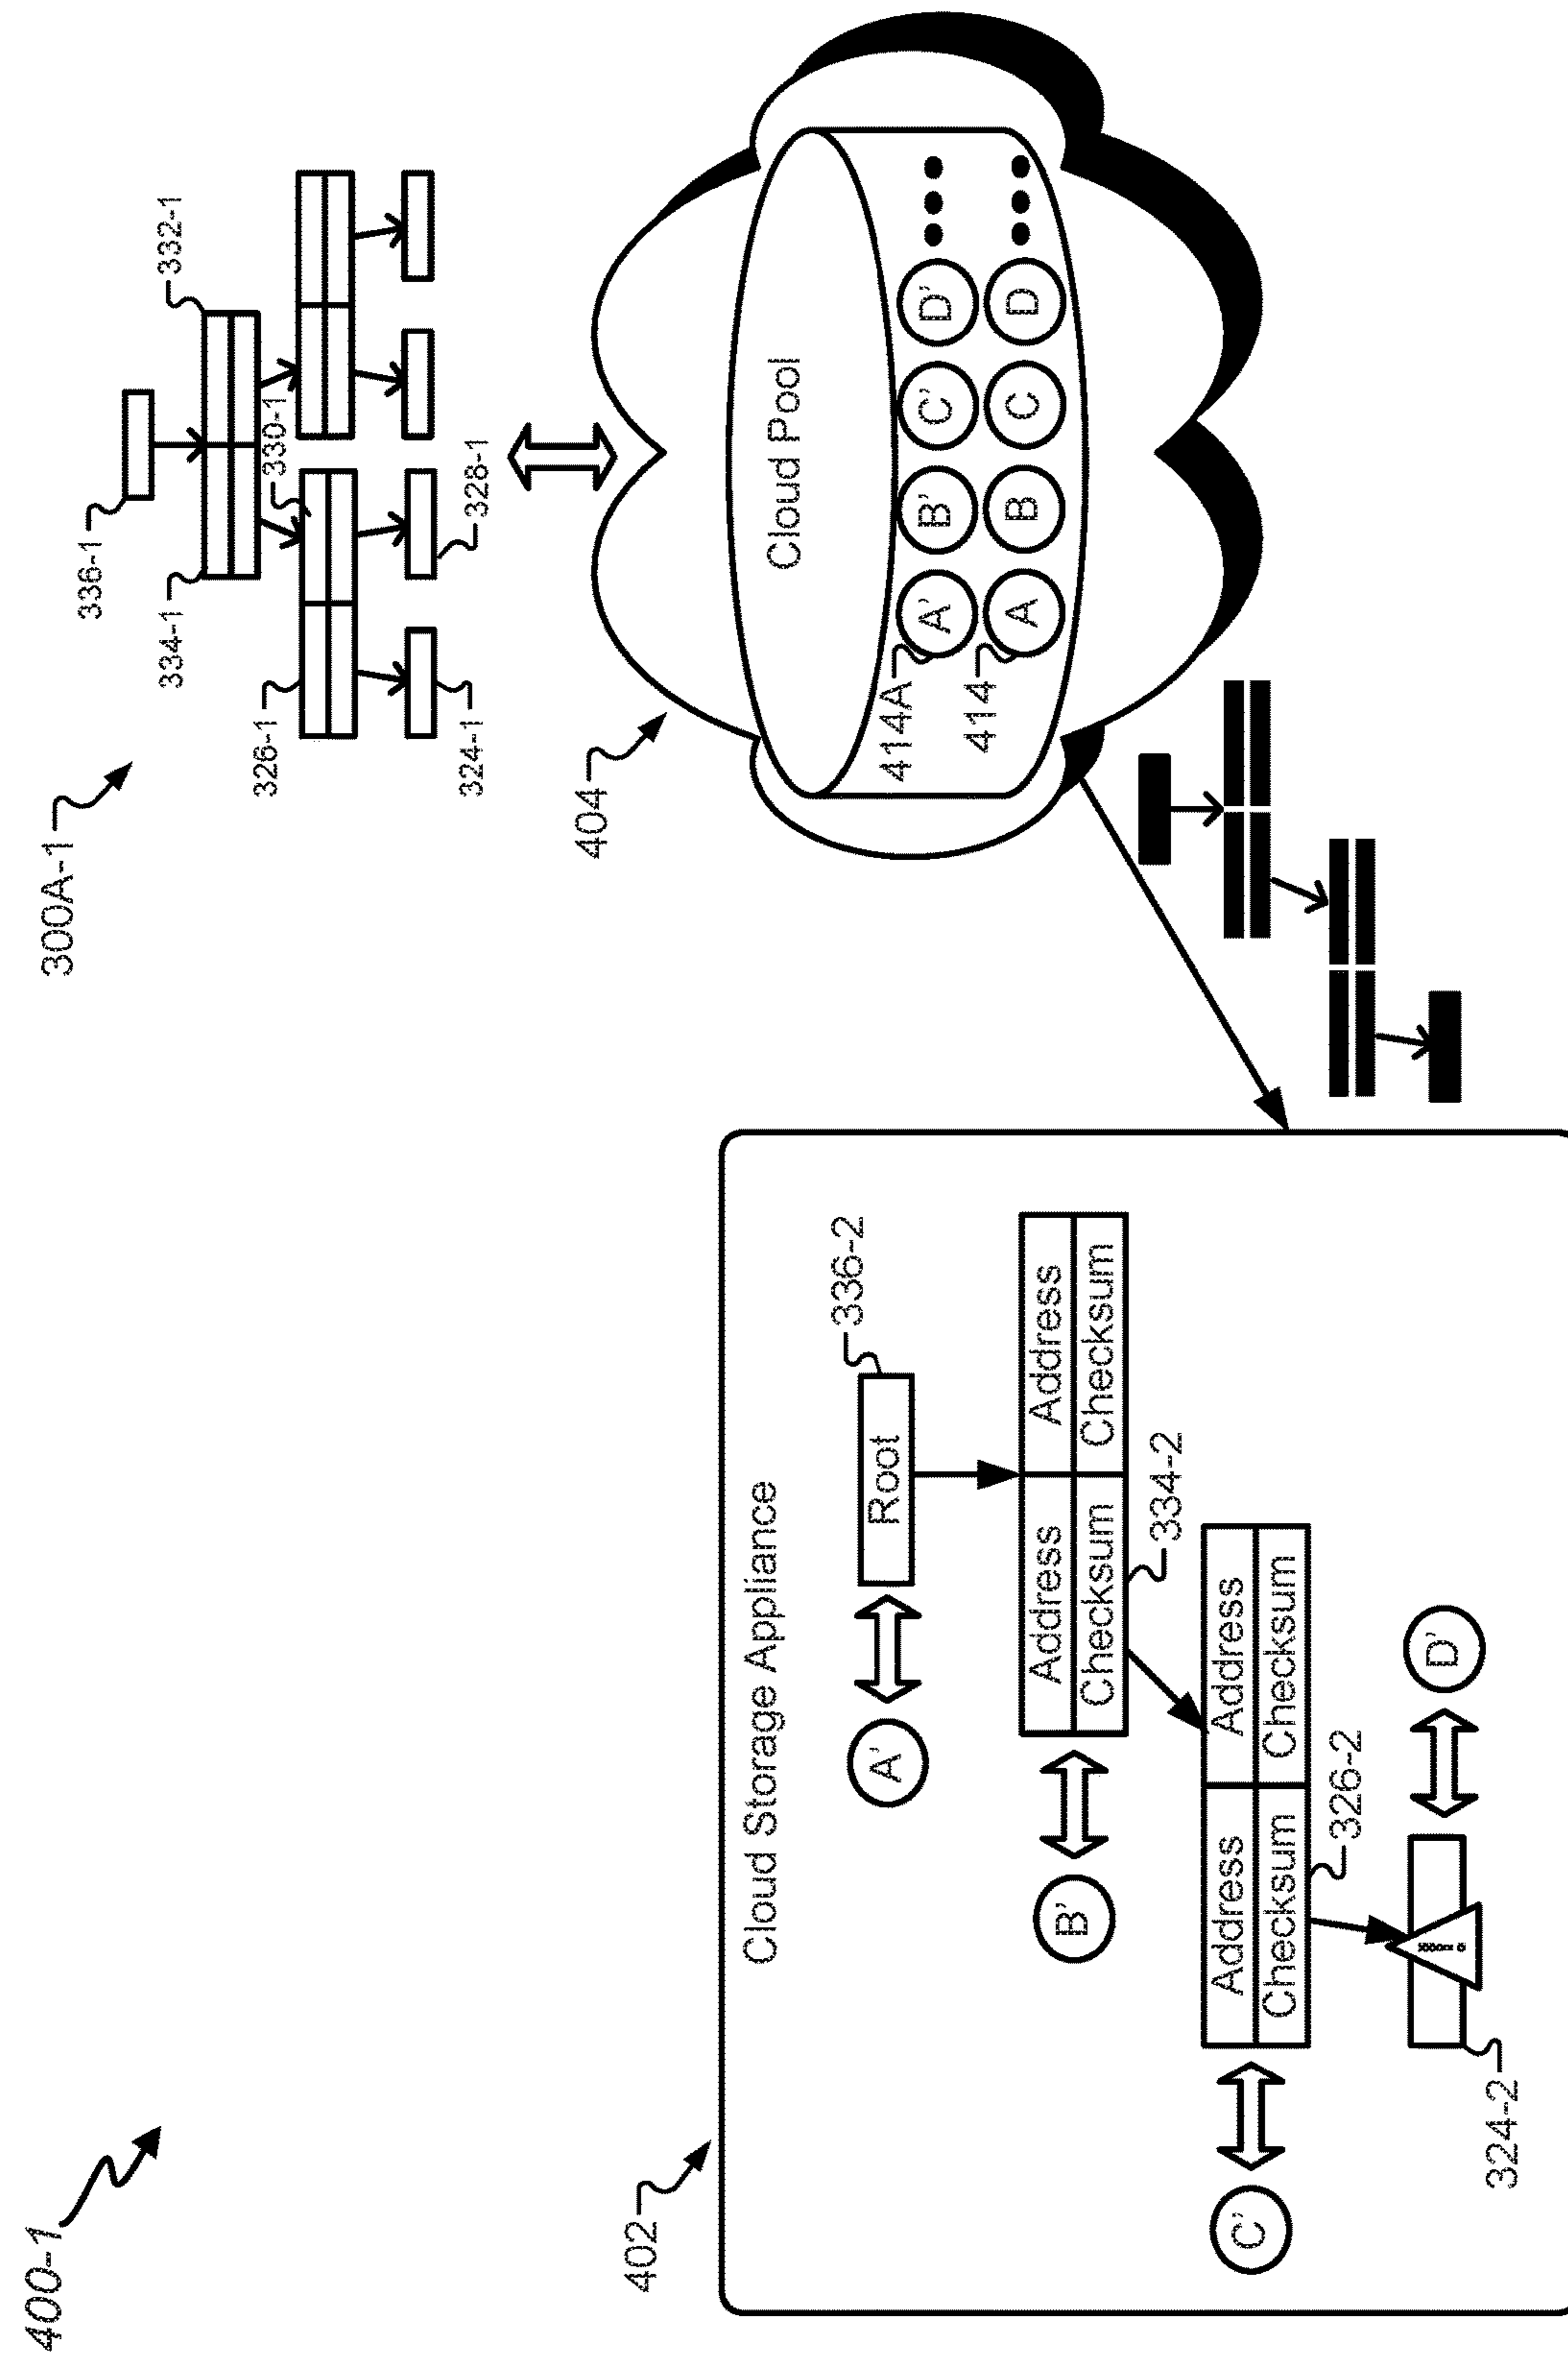 400-1
300A-1
336-1
334-1
332-1
326-1
330-1
324-1
328-1
404
Cloud Pool
414A
A'
B'
C'
D'
414
A
B
C
D
402
Cloud Storage Appliance
A'
Root
336-2
B'
Address
Address
Checksum
Checksum
334-2
C'
Address
Address
Checksum
Checksum
326-2
324-2
D'